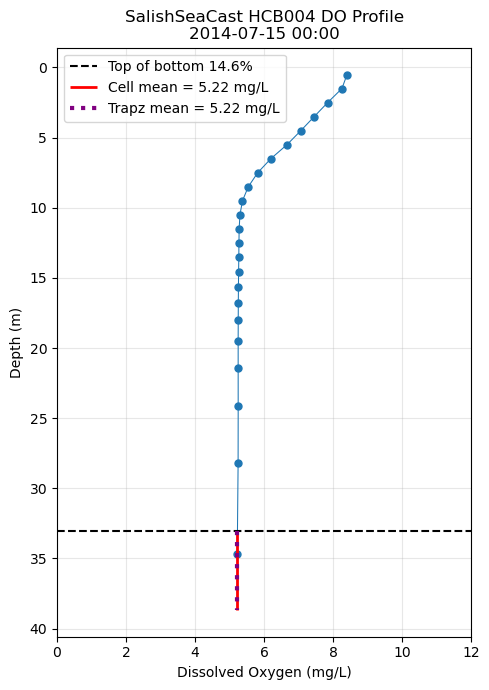 SalishSeaCast HCB004 DO Profile
2014-07-15 00:00
Top of bottom 14.6%
Cell mean = 5.22 mg/L
Trapz mean = 5.22 mg/L
0
5
10
15
20
25
30
35
40
Depth (m)
0 2 4 6 8 10 12
Dissolved Oxygen (mg/L)